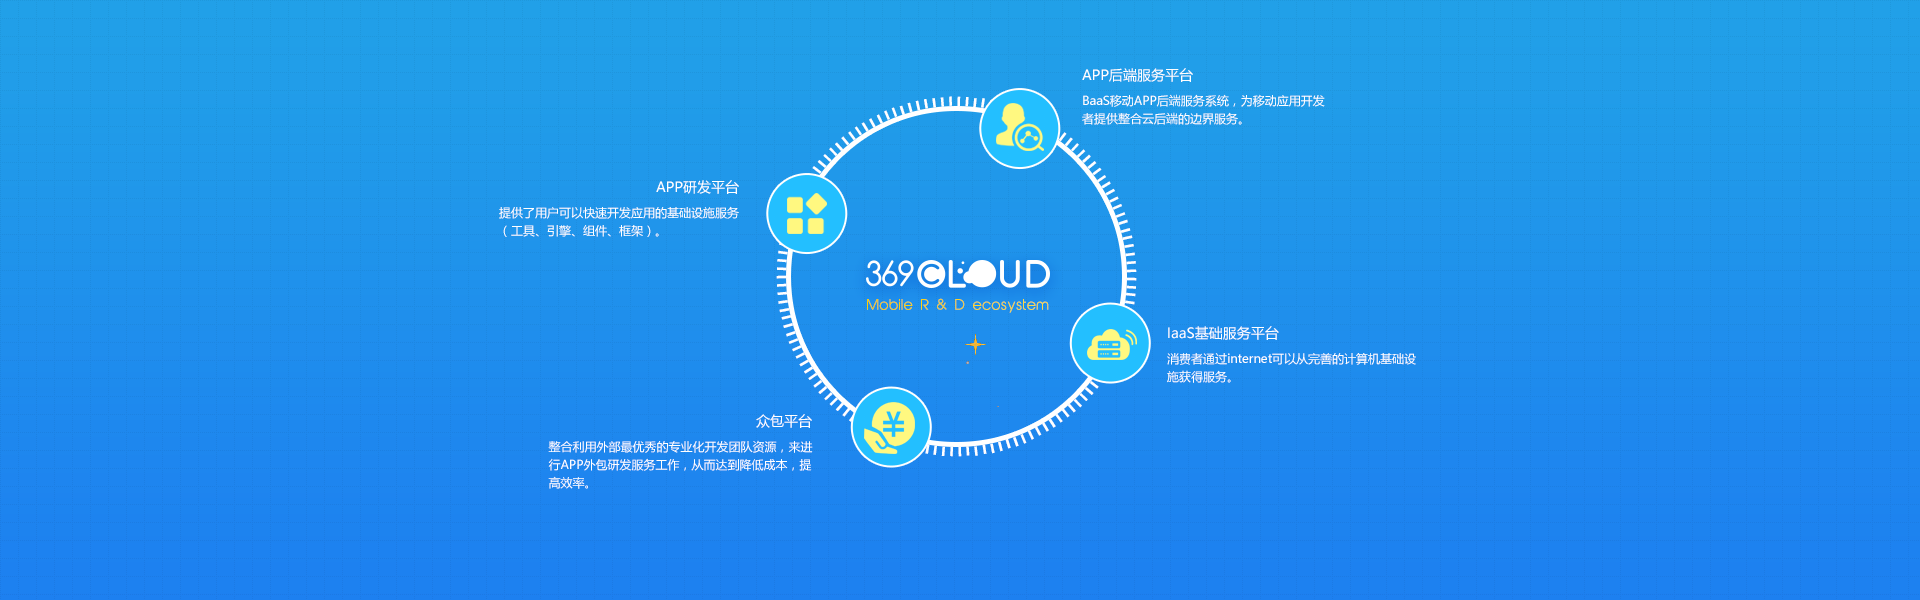 APP后端服务平台
BaaS移动APP后端服务系统，为移动应用开发
者提供整合云后端的边界服务。
APP研发平台
提供了用户可以快速开发应用的基础设施服务
（工具、引擎、组件、框架）。
369CLOUD
Mobile R & D ecosystem
IaaS基础服务平台
消费者通过internet可以从完善的计算机基础设
施获得服务。
众包平台
整合利用外部最优秀的专业化开发团队资源，来进
行APP外包研发服务工作，从而达到降低成本，提
高效率。
¥